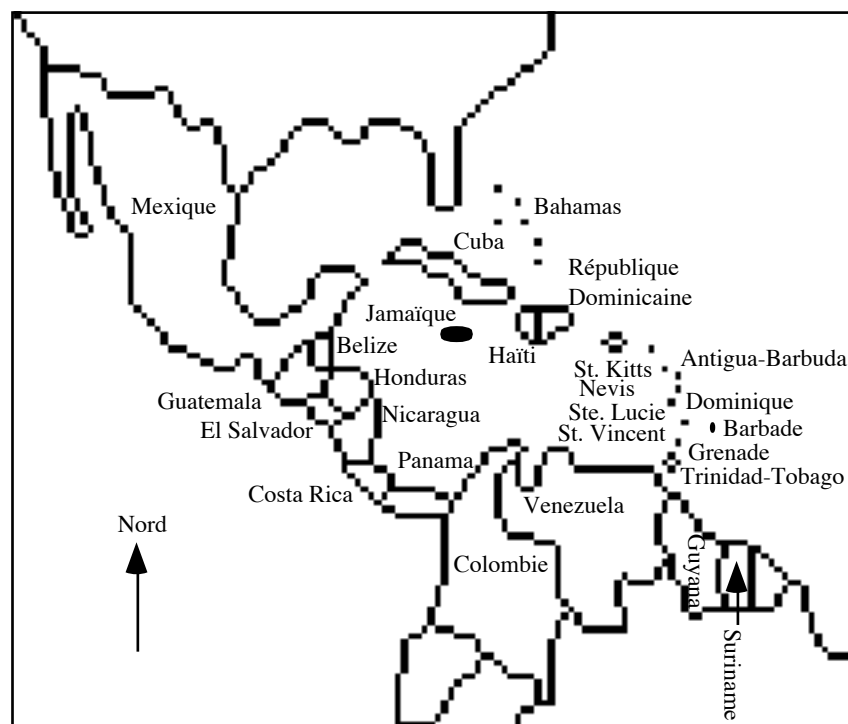 Mexique
Bahamas
Cuba
République
Dominicaine
Jamaïque
Haïti
Belize
St. Kitts
Nevis
Antigua-Barbuda
Honduras
Guatemala
Nicaragua
Ste. Lucie
Dominique
El Salvador
St. Vincent
Barbade
Grenade
Panama
Trinidad-Tobago
Costa Rica
Venezuela
Nord
Colombie
Guyana
Suriname